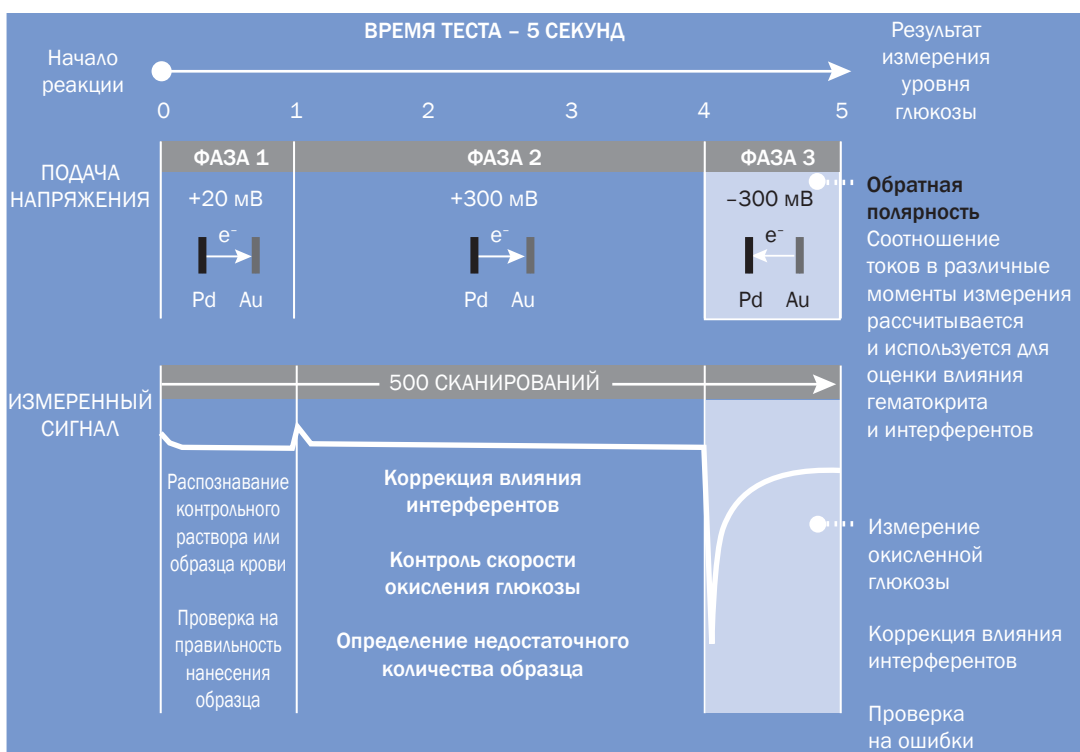 ВРЕМЯ ТЕСТА – 5 СЕКУНД
Начало
реакции
Результат
измерения
уровня
глюкозы
0 1 2 3 4 5
ПОДАЧА
НАПРЯЖЕНИЯ
ФАЗА 1
ФАЗА 2
ФАЗА 3
+20 мВ
+300 мВ
–300 мВ
e⁻
e⁻
e⁻
Pd Au
Pd Au
Pd Au
Обратная
полярность
Соотношение
токов в различные
моменты измерения
рассчитывается
и используется для
оценки влияния
гематокрита
и интерферентов
ИЗМЕРЕННЫЙ
СИГНАЛ
500 СКАНИРОВАНИЙ
Распознавание
контрольного
раствора или
образца крови
Проверка на
правильность
нанесения
образца
Коррекция влияния
интерферентов
Контроль скорости
окисления глюкозы
Определение недостаточного
количества образца
Измерение
окисленной
глюкозы
Коррекция влияния
интерферентов
Проверка
на ошибки